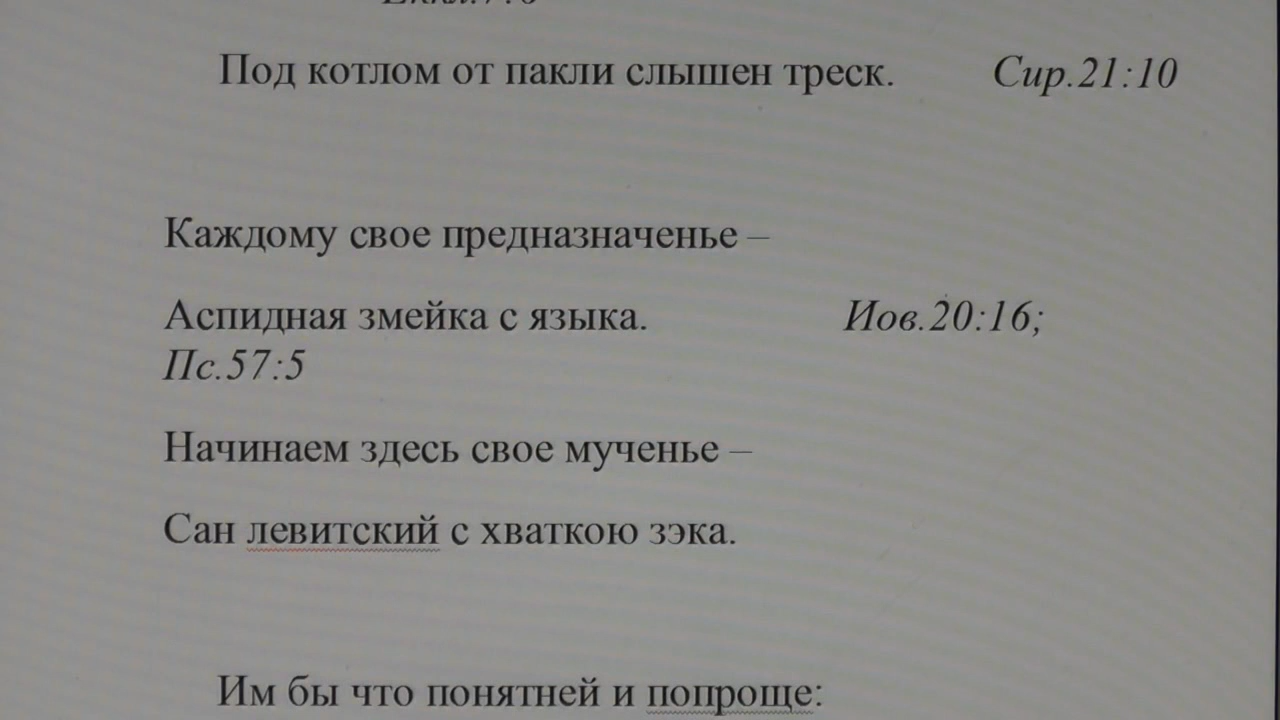 Под котлом от пакли слышен треск. Сир.21:10
Каждому свое предназначенье –
Аспидная змейка с языка. Иов.20:16;
Пс.57:5
Начинаем здесь свое мученье –
Сан левитский с хваткою зэка.
Им бы что понятней и попроще: